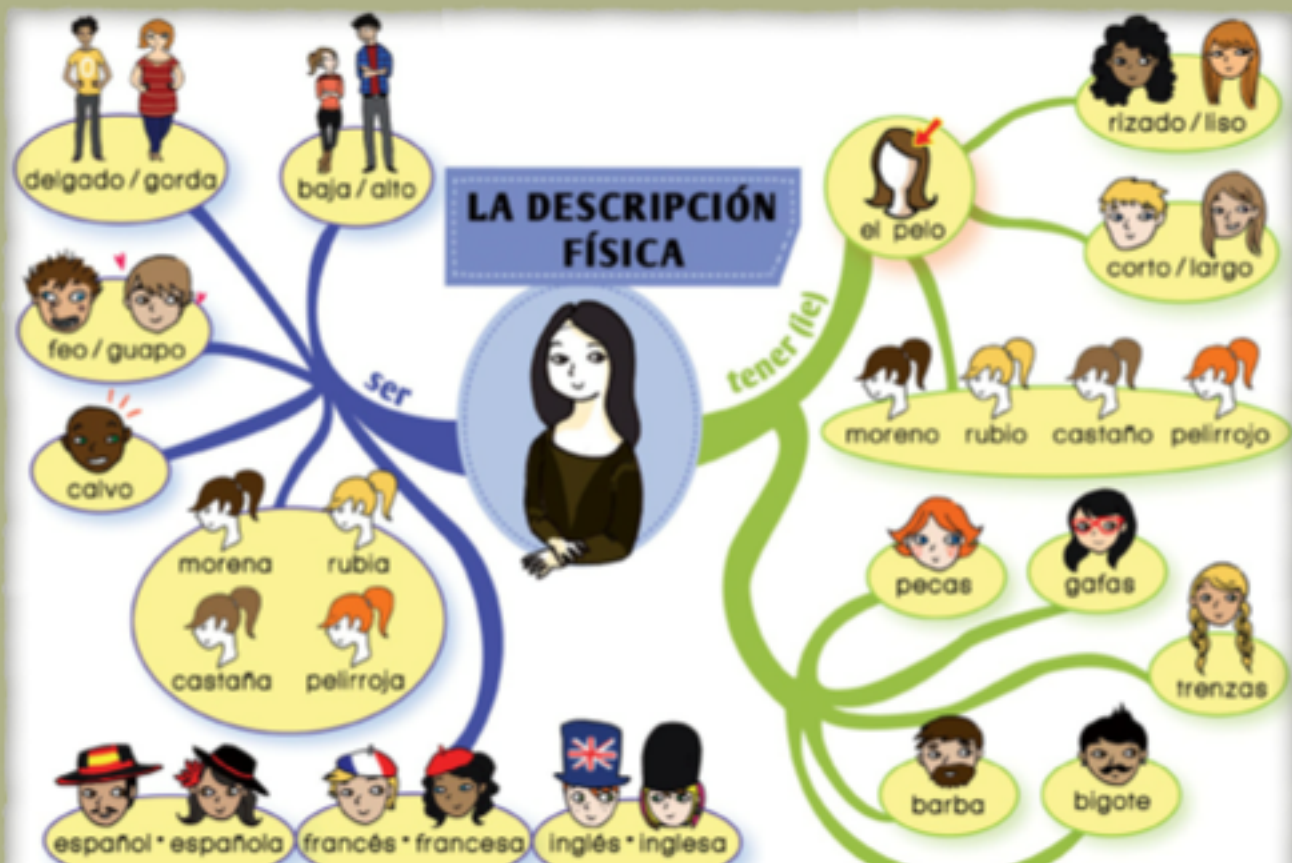 LA DESCRIPCIÓN
FÍSICA
ser
delgado / gorda
baja / alto
feo / guapo
calvo
morena rubia
castaña pelirroja
español • española
francés • francesa
inglés • inglesa
tener (ie)
el pelo
rizado / liso
corto / largo
moreno rubio castaño pelirrojo
pecas
gafas
trenzas
barba
bigote